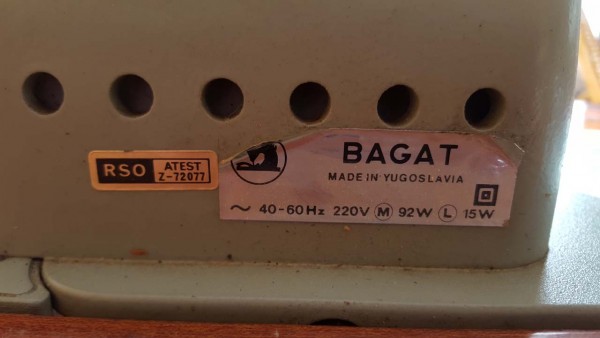 RSO
ATEST
Z-72077
BAGAT
MADE IN YUGOSLAVIA
~ 40-60Hz 220V Ⓜ 92W Ⓛ 15W